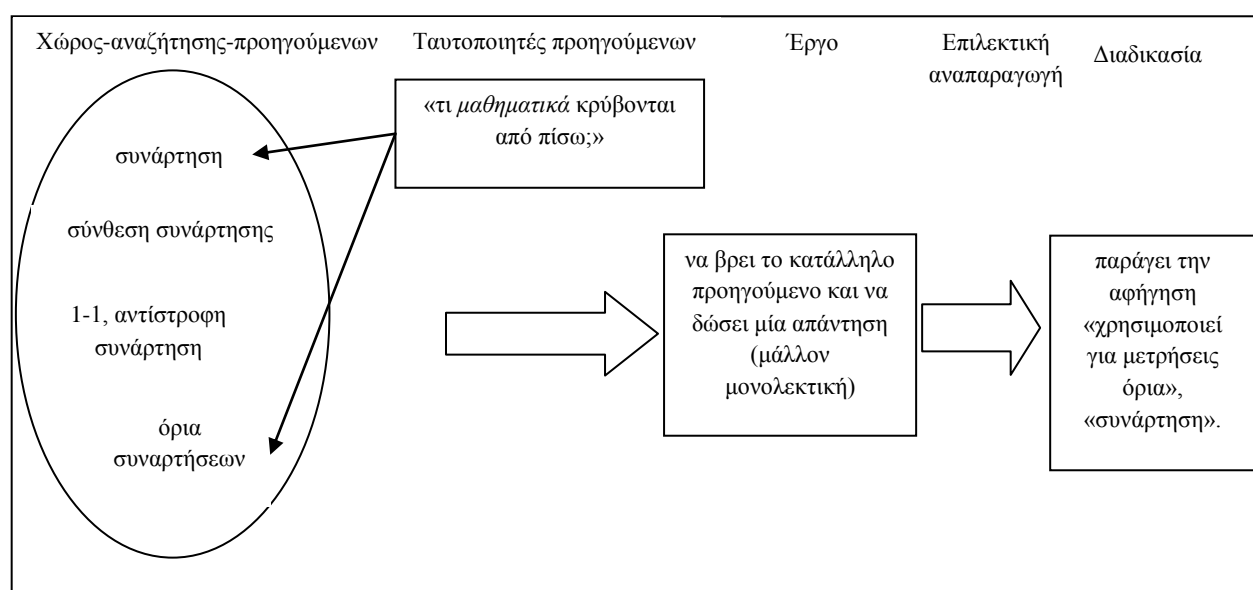 Χώρος-αναζήτησης-προηγούμενων
Ταυτοποιητές προηγούμενων
Έργο
Επιλεκτική
αναπαραγωγή
Διαδικασία
συνάρτηση
σύνθεση συνάρτησης
1-1, αντίστροφη
συνάρτηση
όρια
συναρτήσεων
«τι μαθηματικά κρύβονται
από πίσω;»
να βρει το κατάλληλο
προηγούμενο και να
δώσει μία απάντηση
(μάλλον
μονολεκτική)
παράγει την
αφήγηση
«χρησιμοποιεί
για μετρήσεις
όρια»,
«συνάρτηση».